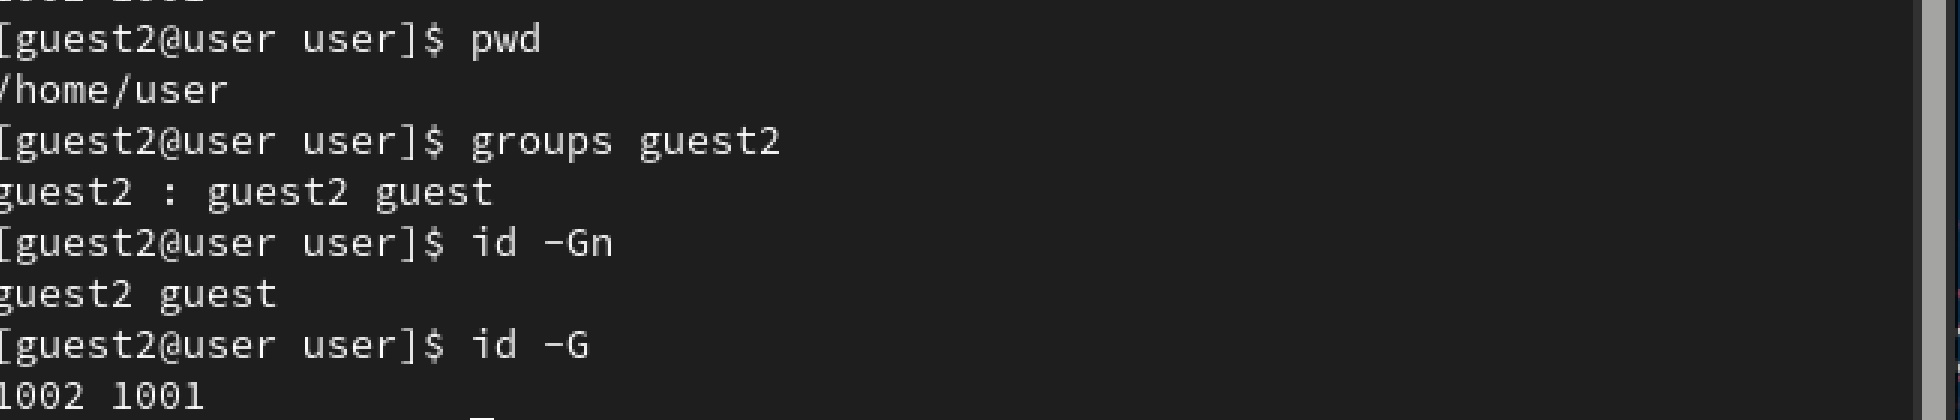 [guest2@user user]$ pwd
/home/user
[guest2@user user]$ groups guest2
guest2 : guest2 guest
[guest2@user user]$ id -Gn
guest2 guest
[guest2@user user]$ id -G
1002 1001